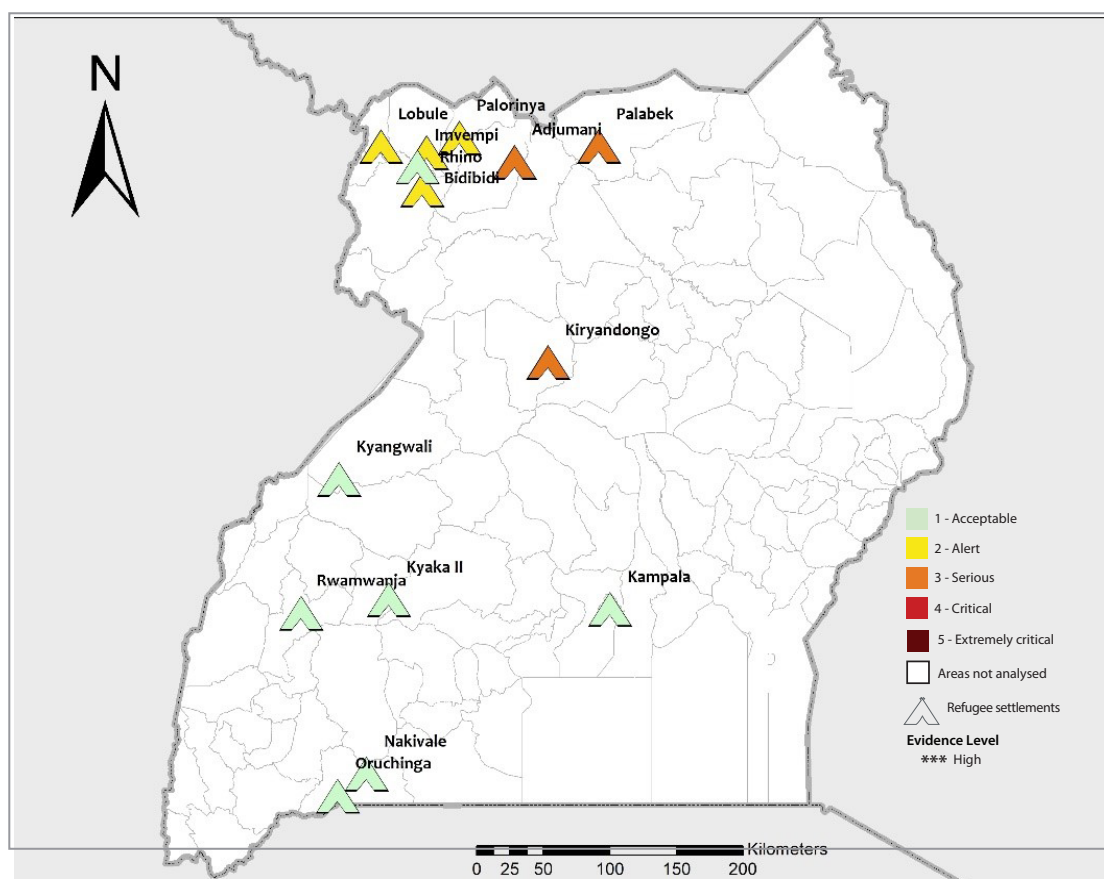 N
Palorinya
Lobule
Adjumani
Palabek
Imvempi
Rhino
Bidibidi
Kiryandongo
Kyangwali
Kyaka II
Rwamwanja
Kampala
Nakivale
Oruchinga
1 - Acceptable
2 - Alert
3 - Serious
4 - Critical
5 - Extremely critical
Areas not analysed
Refugee settlements
Evidence Level
*** High
Kilometers
0 25 50 100 150 200